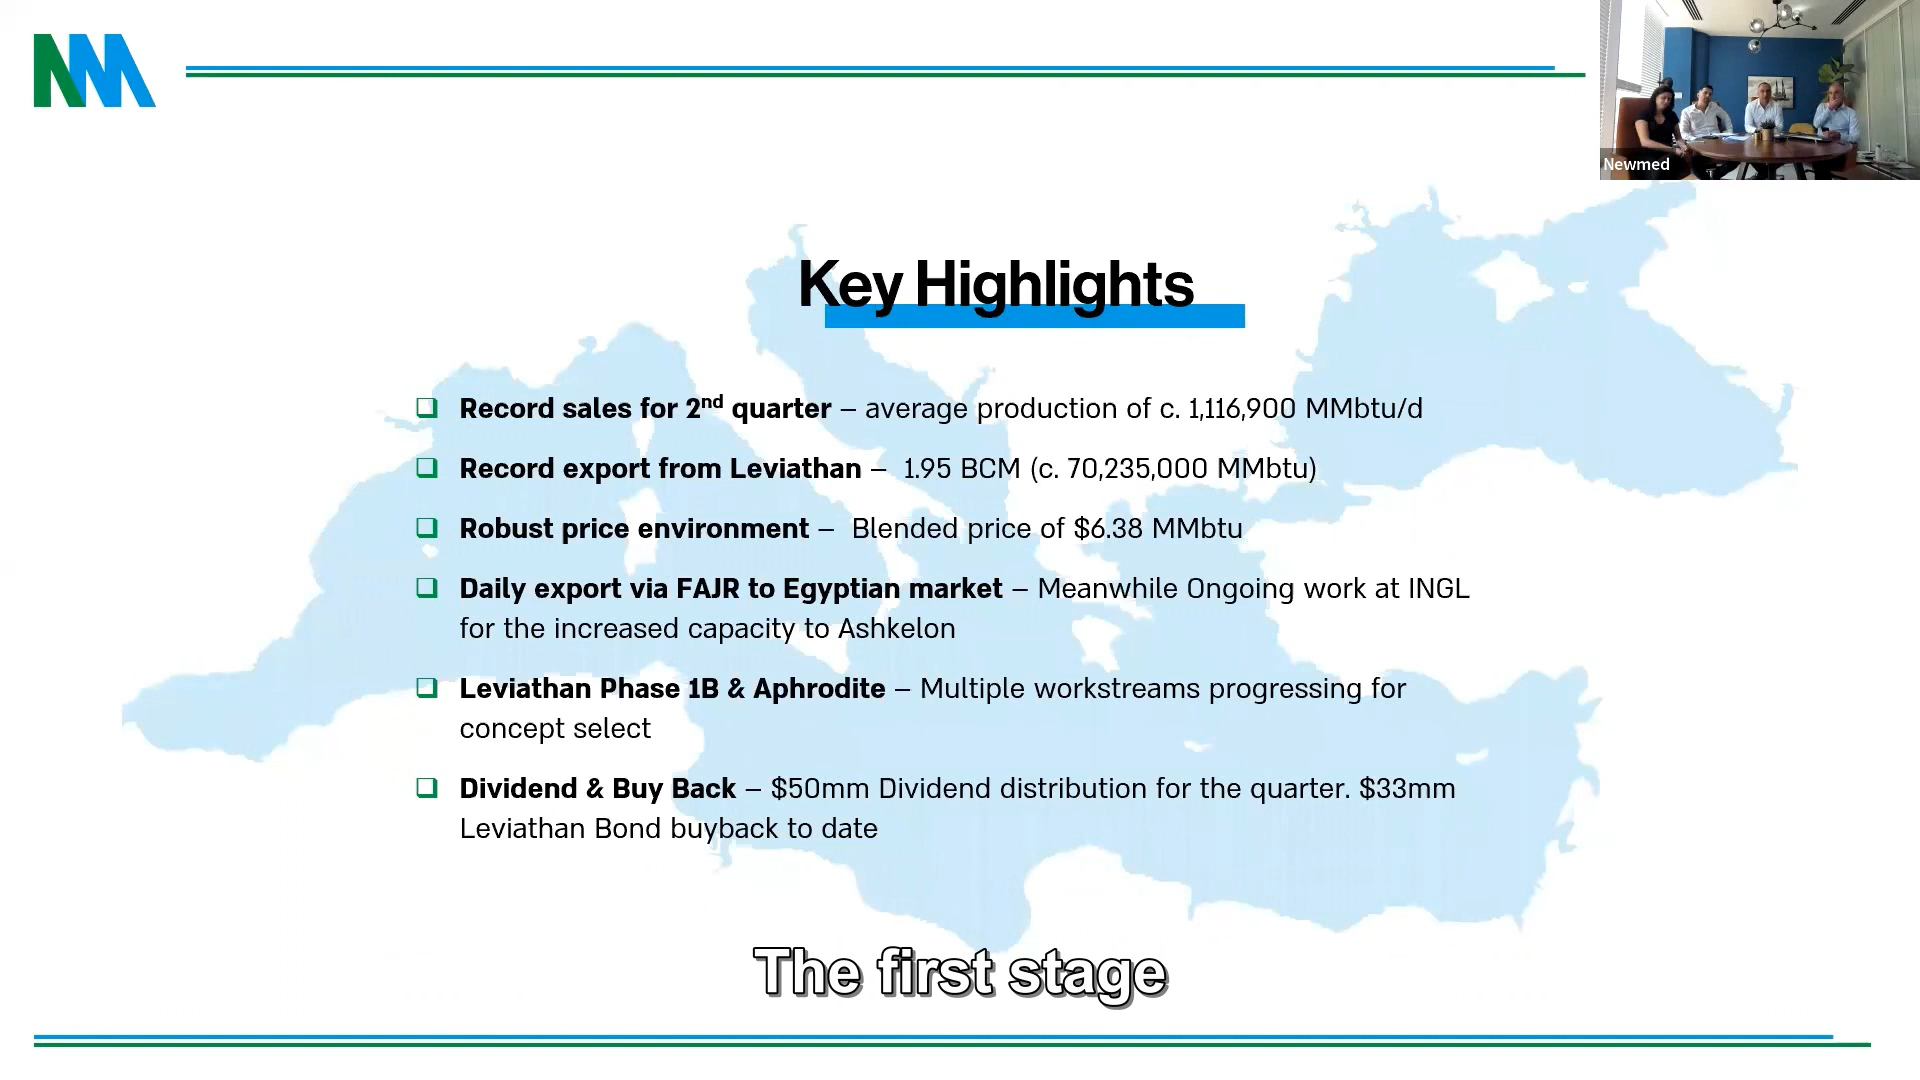 NM
Newmed
Key Highlights
❑ Record sales for 2nd quarter – average production of c. 1,116,900 MMbtu/d
❑ Record export from Leviathan – 1.95 BCM (c. 70,235,000 MMbtu)
❑ Robust price environment – Blended price of $6.38 MMbtu
❑ Daily export via FAJR to Egyptian market – Meanwhile Ongoing work at INGL
for the increased capacity to Ashkelon
❑ Leviathan Phase 1B & Aphrodite – Multiple workstreams progressing for
concept select
❑ Dividend & Buy Back – $50mm Dividend distribution for the quarter. $33mm
Leviathan Bond buyback to date
The first stage